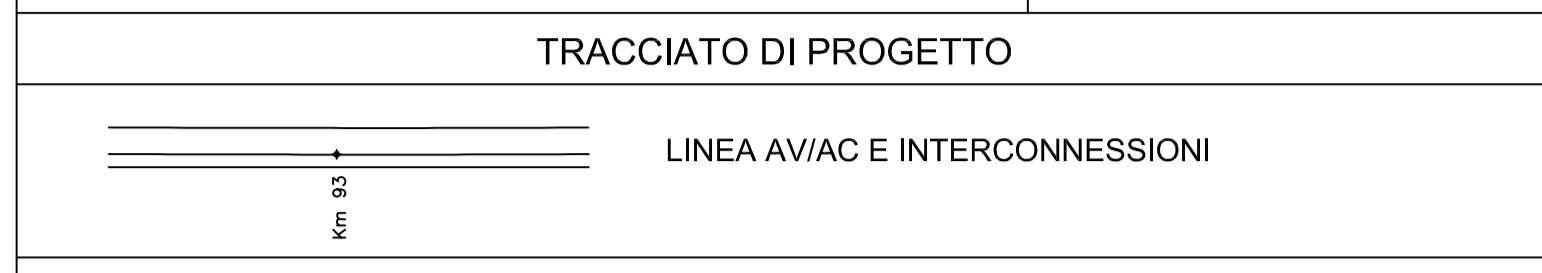 TRACCIATO DI PROGETTO
LINEA AV/AC E INTERCONNESSIONI
Km 93